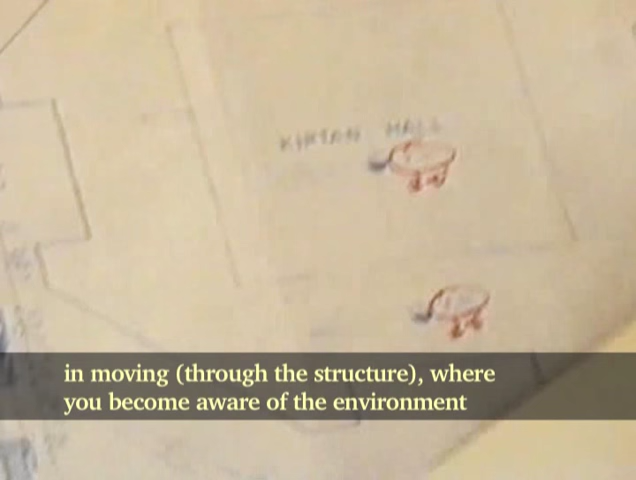 KIRTAN HALL
in moving (through the structure), where
you become aware of the environment